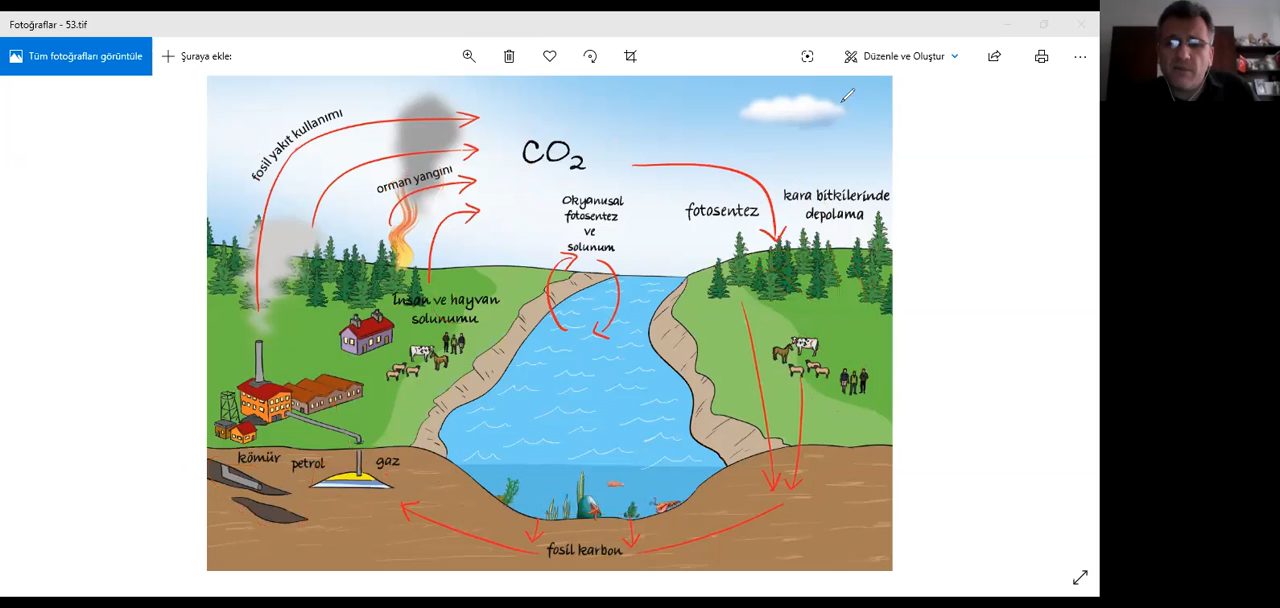 Fotoğraflar - 53.tif
Tüm fotoğrafları görüntüle
Şuraya ekle:
Düzenle ve Oluştur
fosil yakıt kullanımı
orman yangını
CO2
Okyanusal
fotosentez
ve
solunum
fotosentez
kara bitkilerinde
depolama
İnsan ve hayvan
solunumu
kömür
petrol
gaz
fosil karbon